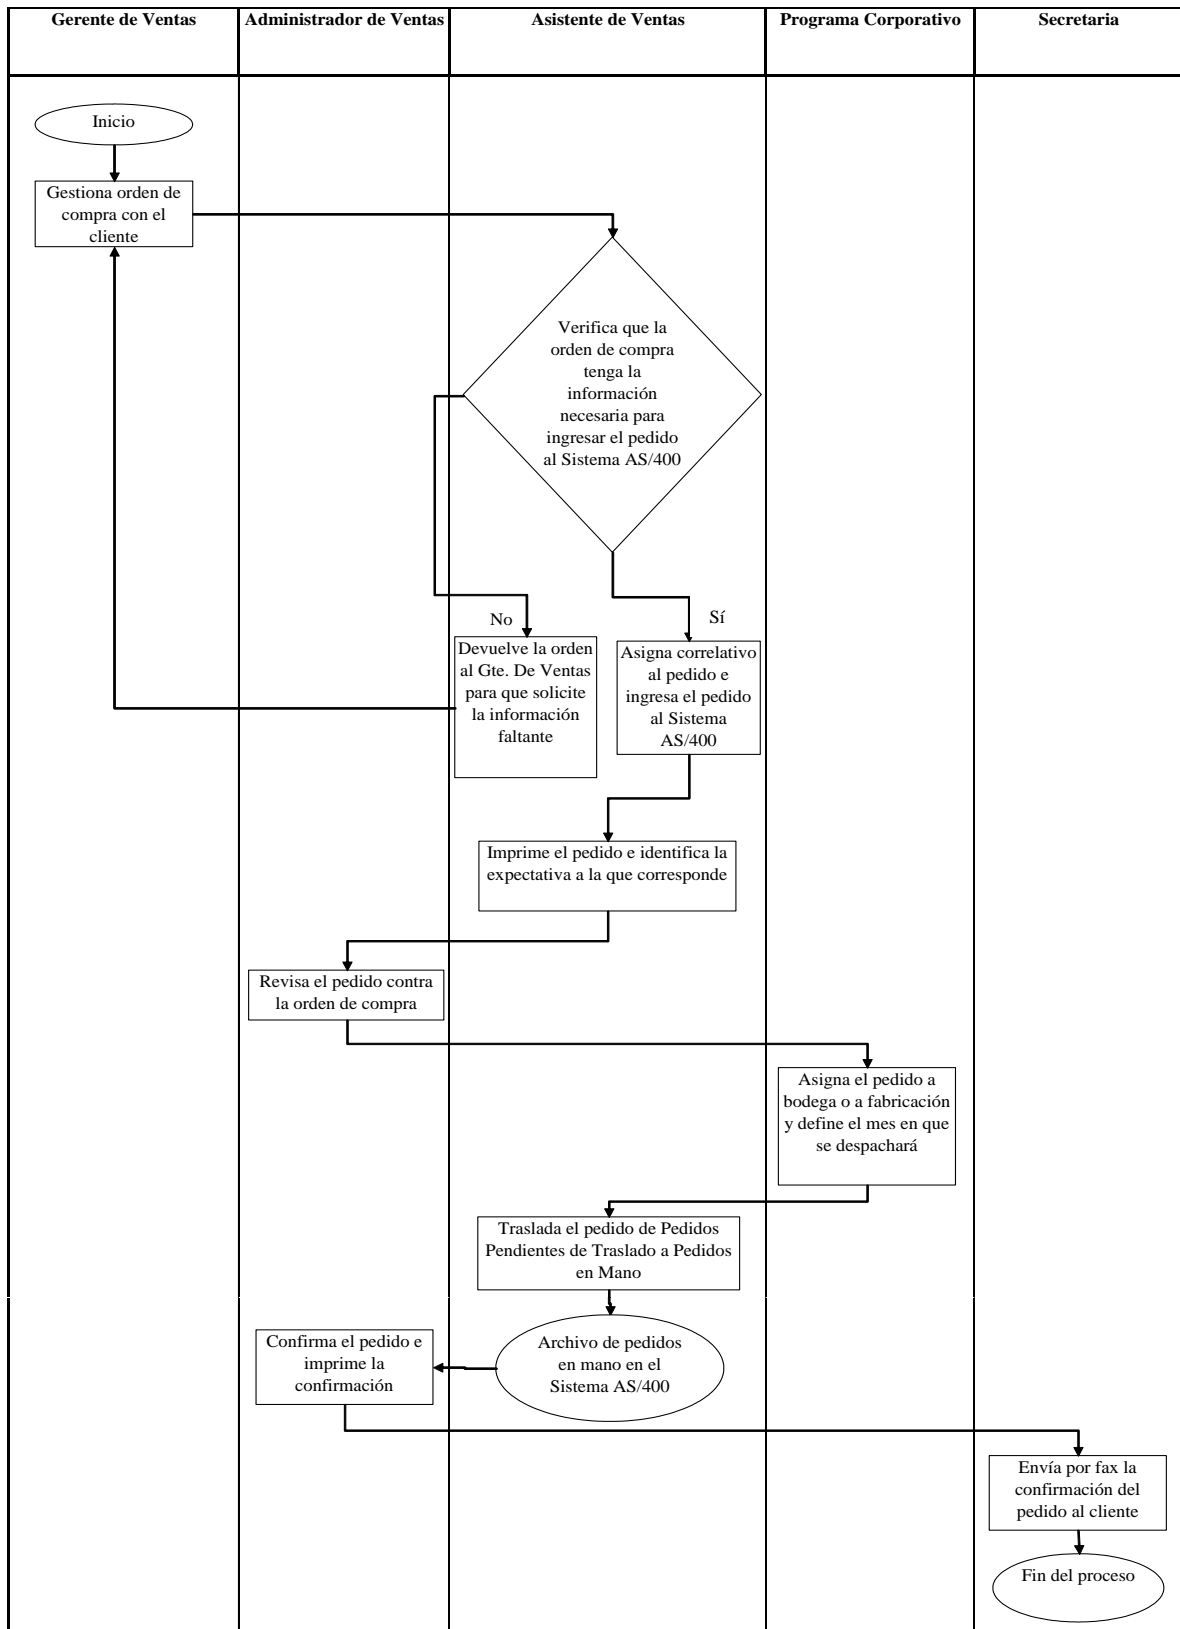 Gerente de Ventas
Administrador de Ventas
Asistente de Ventas
Programa Corporativo
Secretaria
Inicio
Gestiona orden de
compra con el
cliente
Verifica que la
orden de compra
tenga la
información
necesaria para
ingresar el pedido
al Sistema AS/400
No
Sí
Devuelve la orden
al Gte. De Ventas
para que solicite
la información
faltante
Asigna correlativo
al pedido e
ingresa el pedido
al Sistema
AS/400
Imprime el pedido e identifica la
expectativa a la que corresponde
Revisa el pedido contra
la orden de compra
Asigna el pedido a
bodega o a fabricación
y define el mes en que
se despachará
Traslada el pedido de Pedidos
Pendientes de Traslado a Pedidos
en Mano
Archivo de pedidos
en mano en el
Sistema AS/400
Confirma el pedido e
imprime la
confirmación
Envía por fax la
confirmación del
pedido al cliente
Fin del proceso